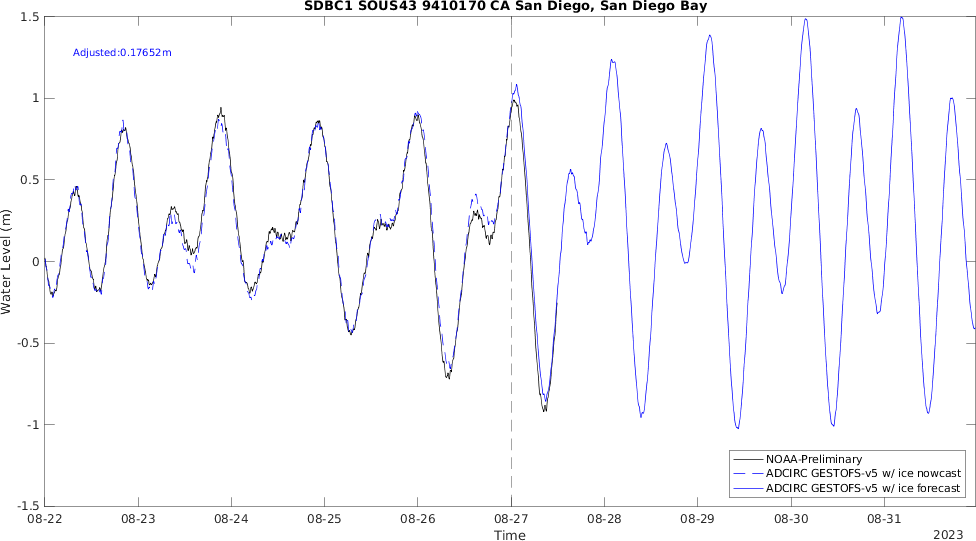 SDBC1 SOUS43 9410170 CA San Diego, San Diego Bay
Adjusted:0.17652m
1.5
1
0.5
0
-0.5
-1
-1.5
Water Level (m)
NOAA-Preliminary
ADCIRC GESTOFS-v5 w/ ice nowcast
ADCIRC GESTOFS-v5 w/ ice forecast
08-22 08-23 08-24 08-25 08-26 08-27 08-28 08-29 08-30 08-31
Time
2023